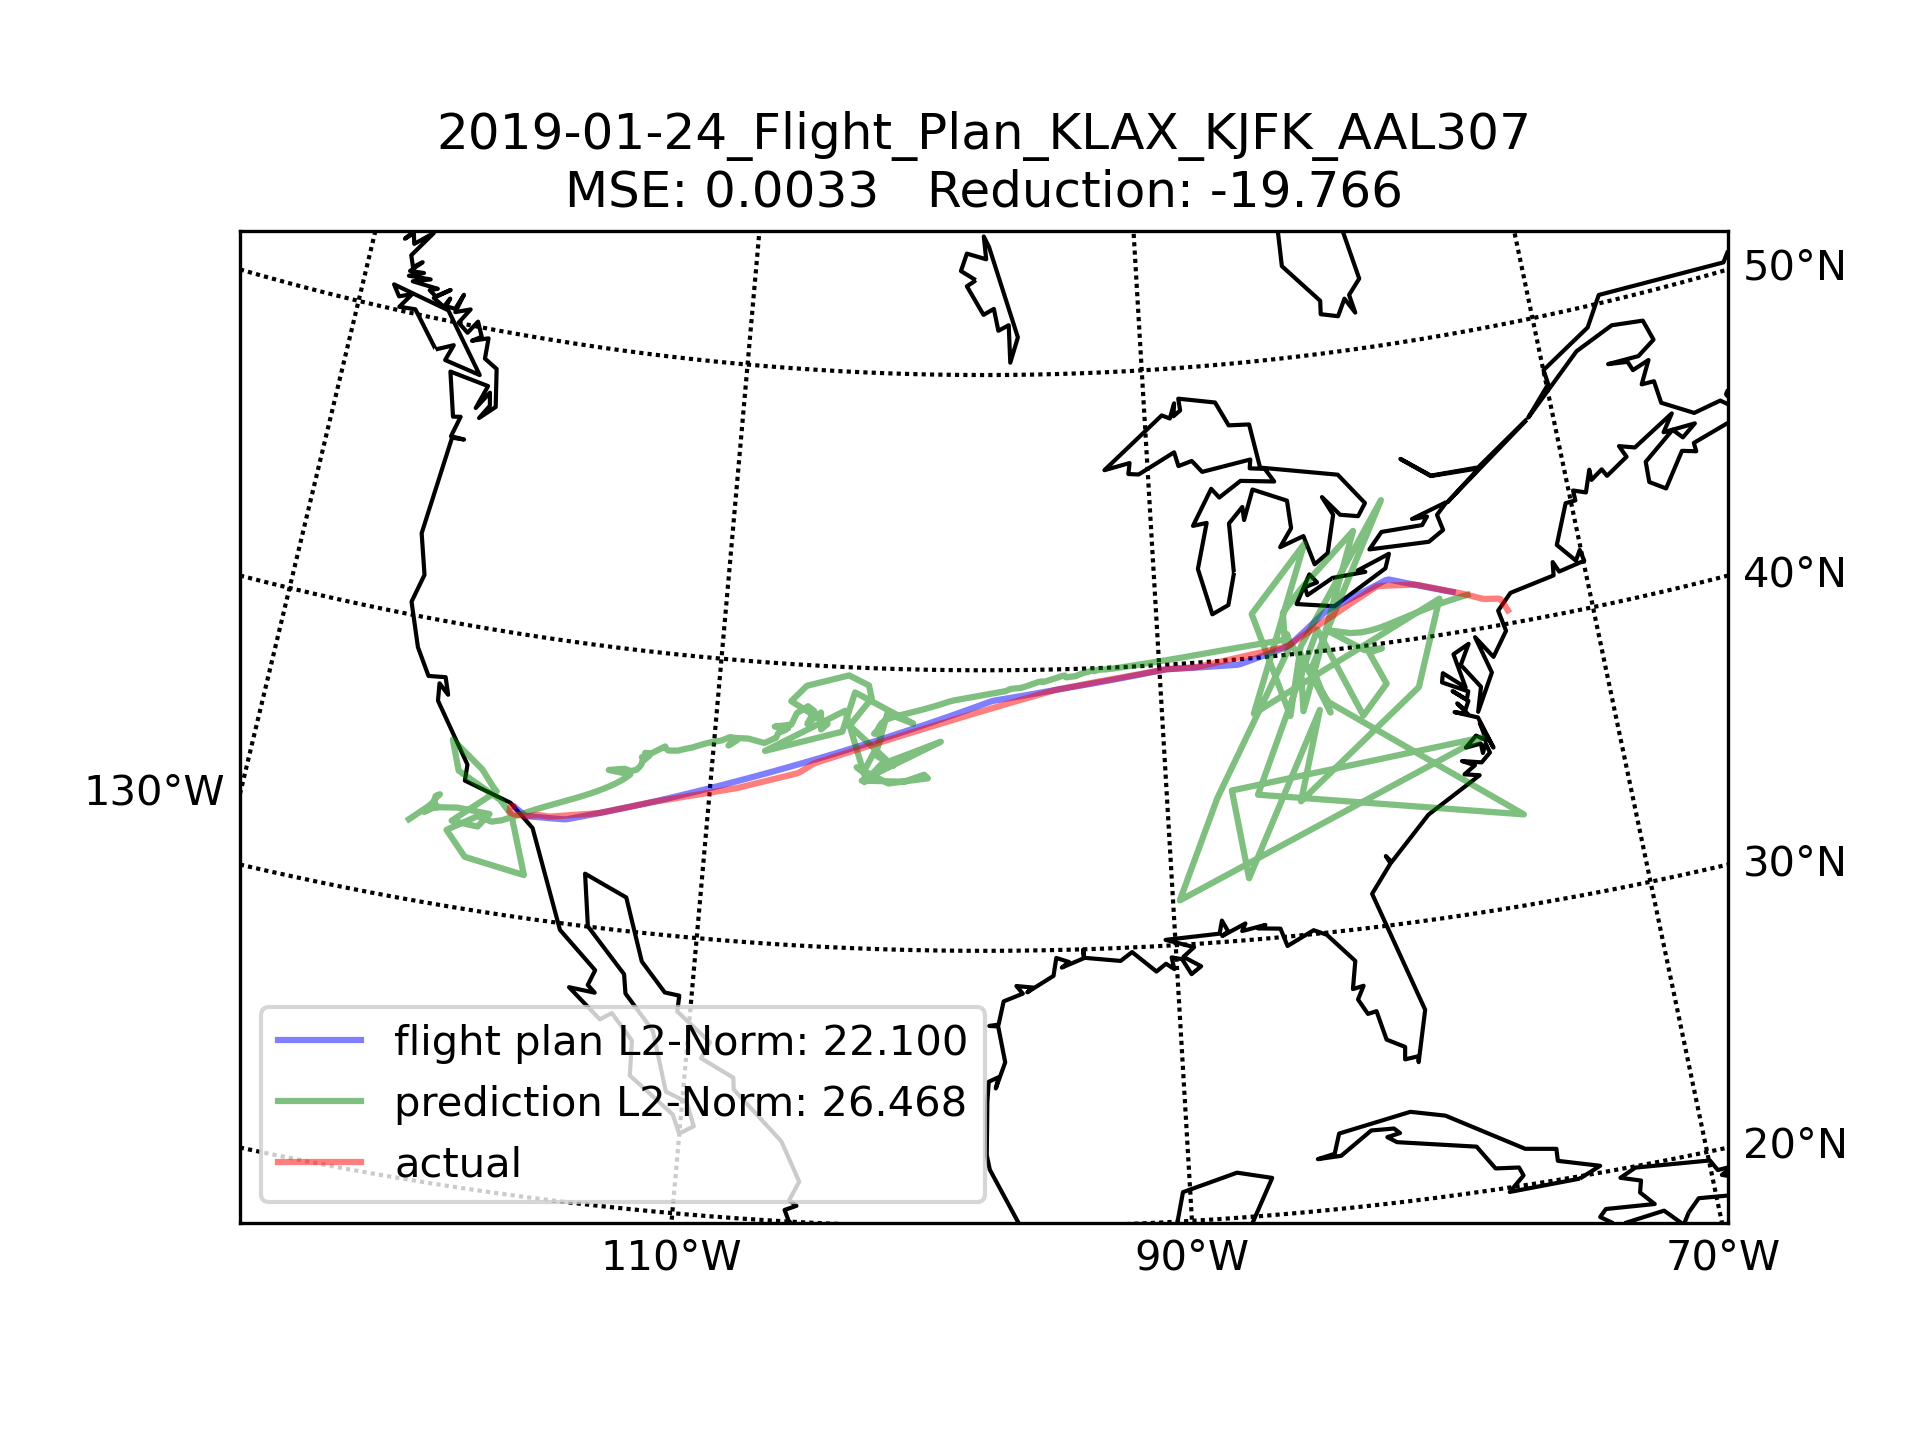 2019-01-24_Flight_Plan_KLAX_KJFK_AAL307
MSE: 0.0033   Reduction: -19.766
50°N
40°N
130°W
30°N
flight plan L2-Norm: 22.100
prediction L2-Norm: 26.468
actual
20°N
110°W
90°W
70°W